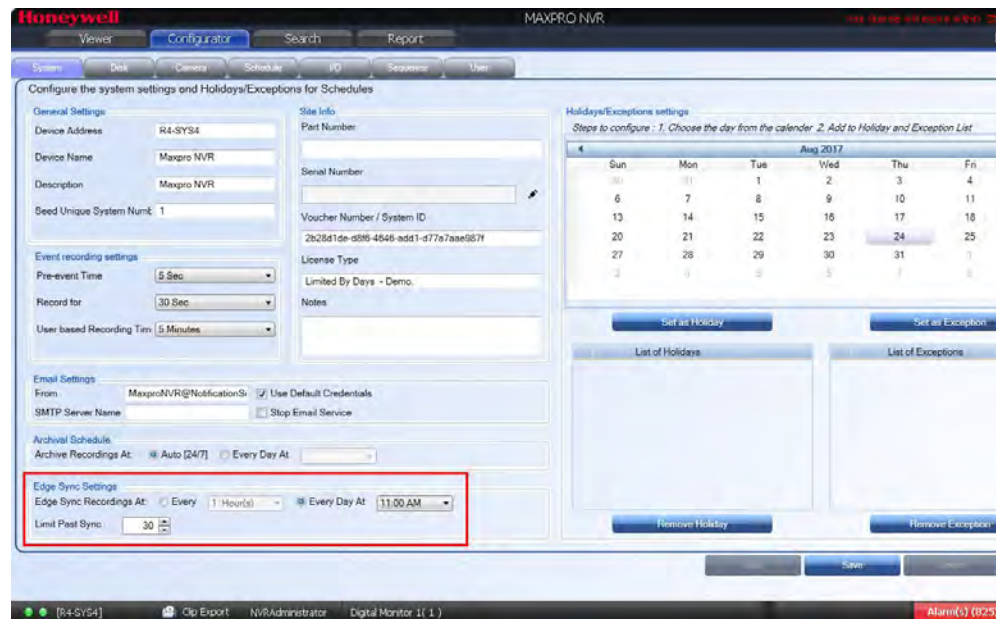 Honeywell
MAXPRO NVR
Viewer Configurator Search Report
System Disk Camera Schedule I/O Sequence User
Configure the system settings and Holidays/Exceptions for Schedules
General Settings
Device Address R4-SYS4
Device Name Maxpro NVR
Description Maxpro NVR
Seed Unique System Numb 1
Event recording settings
Pre-event Time 5 Sec
Record for 30 Sec
User based Recording Tim 5 Minutes
Site Info
Part Number
Serial Number
Voucher Number / System ID
2b28d1de-d8f6-4646-add1-d77a7aae987f
License Type
Limited By Days - Demo.
Notes
Email Settings
From MaxproNVR@NotificationS Use Default Credentials
SMTP Server Name Stop Email Service
Archival Schedule
Archive Recordings At Auto [24/7] Every Day At
Edge Sync Settings
Edge Sync Recordings At Every 1 Hour(s) Every Day At 11:00 AM
Limit Past Sync 30
Holidays/Exceptions settings
Steps to configure : 1. Choose the day from the calender 2. Add to Holiday and Exception List
Aug 2017
Sun Mon Tue Wed Thu Fri
30 31 1 2 3 4
6 7 8 9 10 11
13 14 15 16 17 18
20 21 22 23 24 25
27 28 29 30 31 1
3 4 5 6 7 8
Set as Holiday Set as Exception
List of Holidays List of Exceptions
Remove Holiday Remove Exception
Save
[R4-SYS4] Clip Export NVRAdministrator Digital Monitor 1( 1 ) Alarm(s) (825